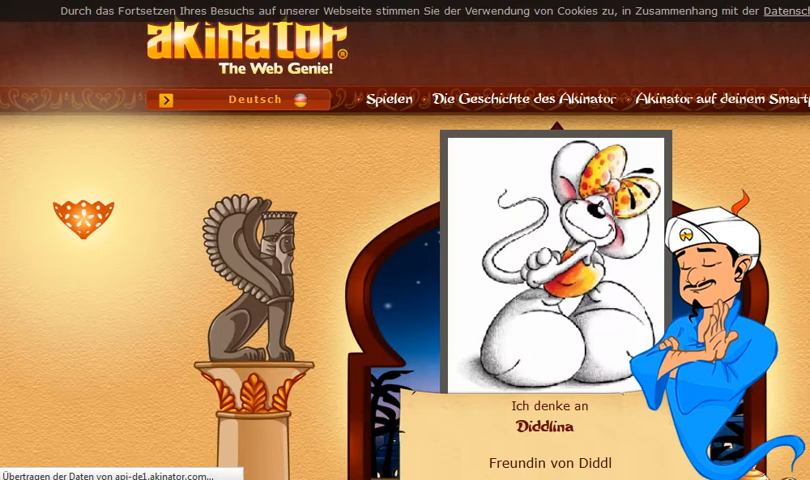 Durch das Fortsetzen Ihres Besuchs auf unserer Webseite stimmen Sie der Verwendung von Cookies zu, in Zusammenhang mit der Datensch
akinator®
The Web Genie!
Deutsch
Spielen · Die Geschichte des Akinator · Akinator auf deinem Smartp
Ich denke an
Diddlina
Freundin von Diddl
Übertragen der Daten von api-de1.akinator.com...